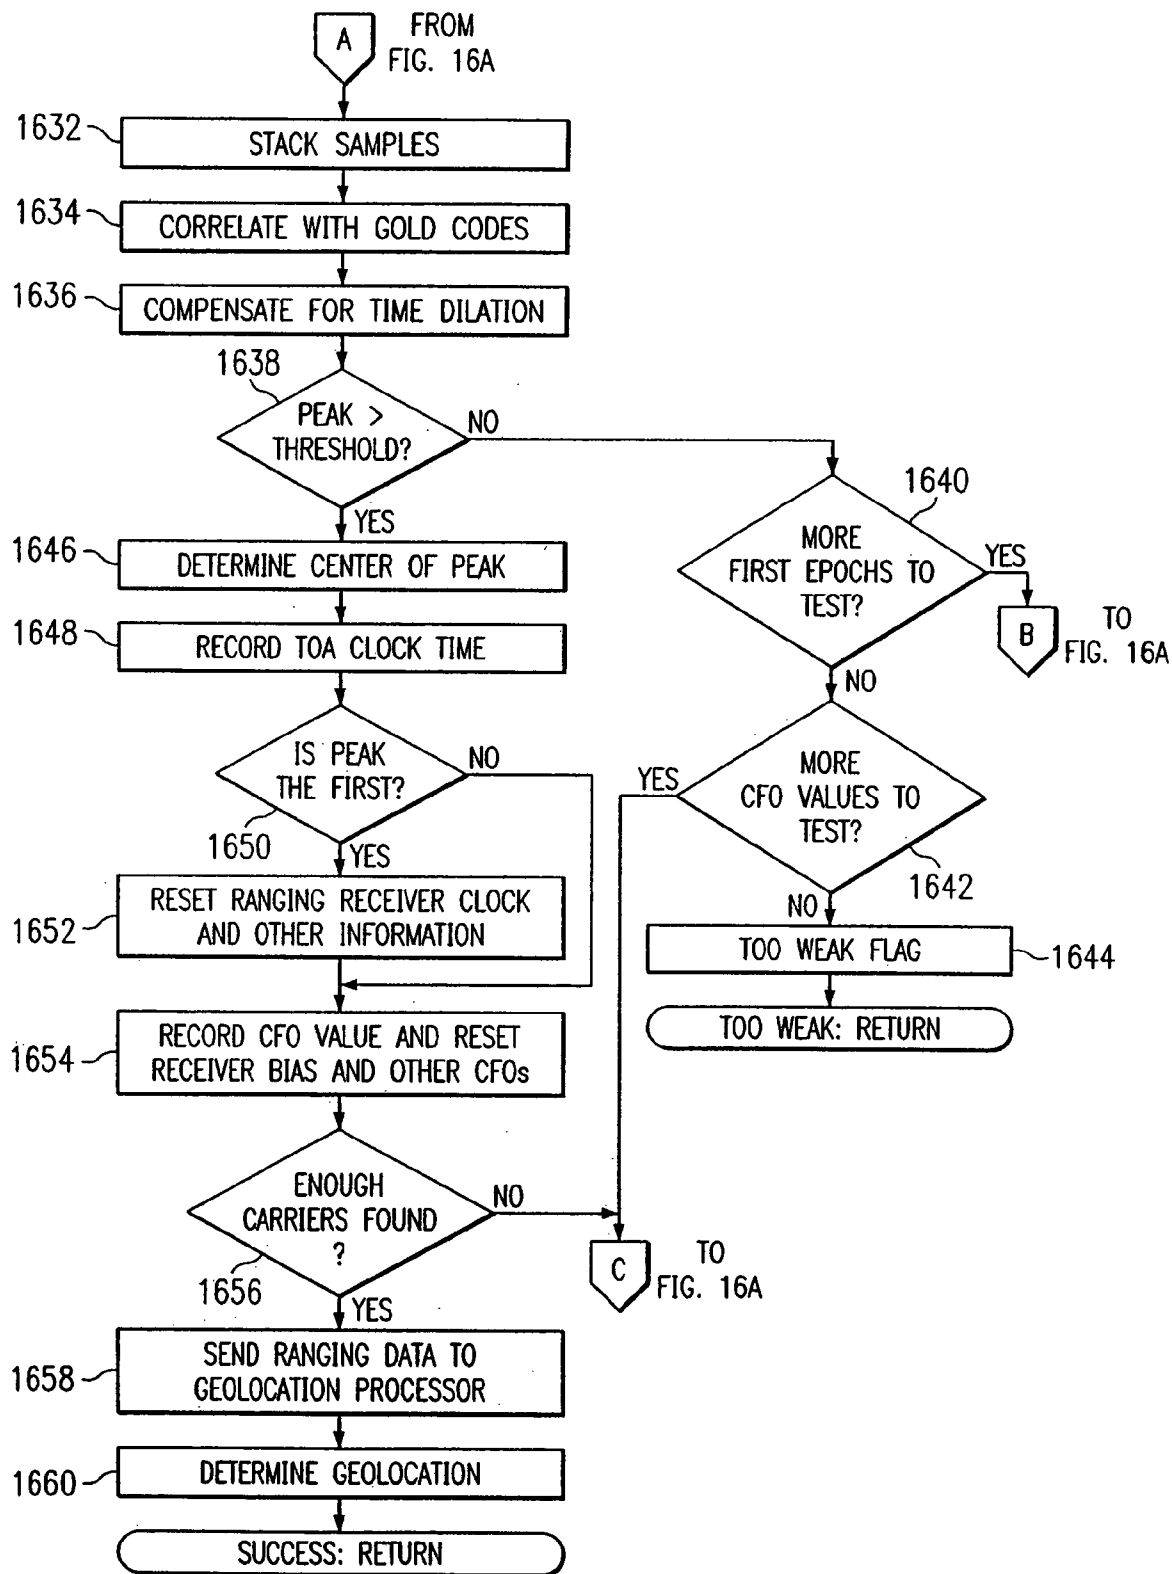 A
FROM
FIG. 16A
1632
STACK SAMPLES
1634
CORRELATE WITH GOLD CODES
1636
COMPENSATE FOR TIME DILATION
1638
PEAK >
THRESHOLD?
NO
YES
1640
MORE
FIRST EPOCHS TO
TEST?
YES
B
TO
FIG. 16A
NO
1646
DETERMINE CENTER OF PEAK
1648
RECORD TOA CLOCK TIME
1650
IS PEAK
THE FIRST?
NO
YES
MORE
CFO VALUES TO
TEST?
YES
1642
NO
1652
RESET RANGING RECEIVER CLOCK
AND OTHER INFORMATION
TOO WEAK FLAG
1644
TOO WEAK: RETURN
1654
RECORD CFO VALUE AND RESET
RECEIVER BIAS AND OTHER CFOs
ENOUGH
CARRIERS FOUND
?
NO
1656
YES
C
TO
FIG. 16A
1658
SEND RANGING DATA TO
GEOLOCATION PROCESSOR
1660
DETERMINE GEOLOCATION
SUCCESS: RETURN